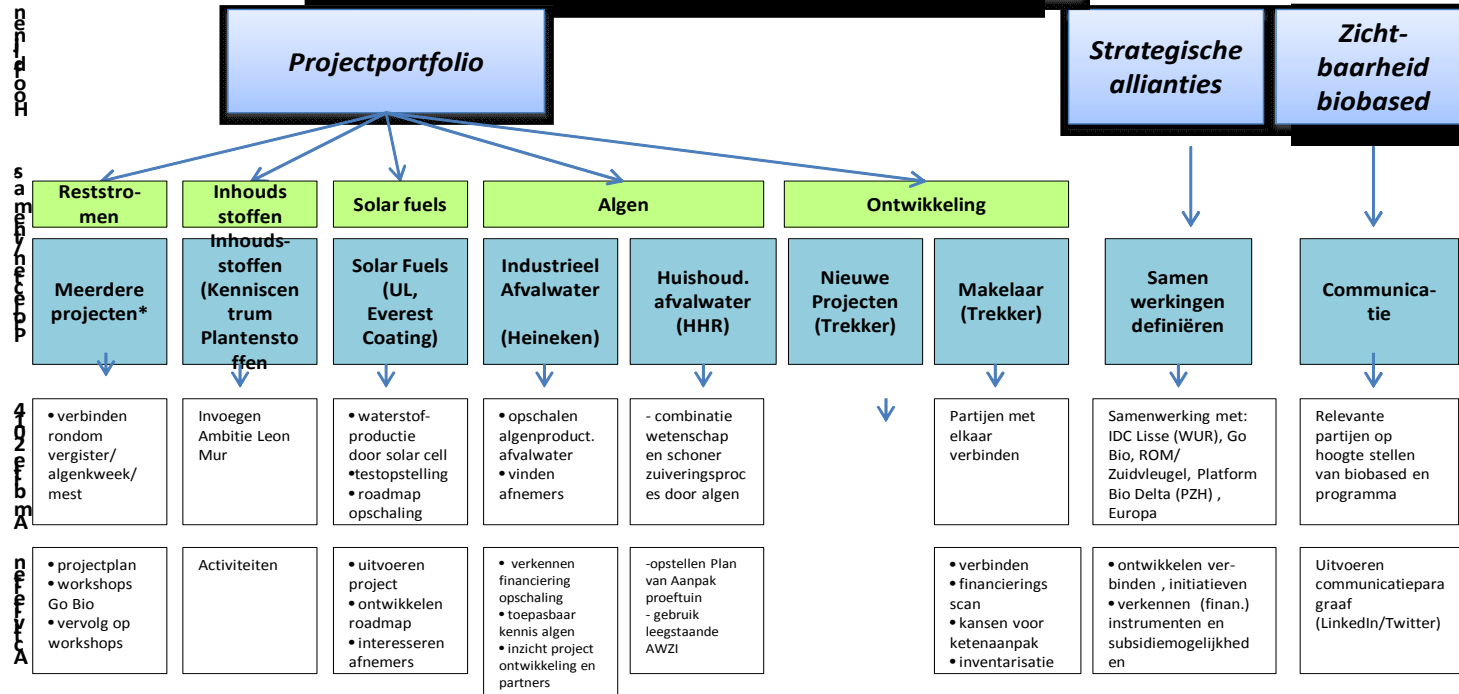 Hoofdlijnen
Projectportfolio
Strategische
allianties
Zicht-
baarheid
biobased
Reststro-
men
Inhouds
stoffen
Solar fuels
Algen
Ontwikkeling
Meerdere
projecten*
Inhouds-
stoffen
(Kenniscen
trum
Plantensto
ffen
Solar Fuels
(UL,
Everest
Coating)
Industrieel
Afvalwater
(Heineken)
Huishoud.
afvalwater
(HHR)
Nieuwe
Projecten
(Trekker)
Makelaar
(Trekker)
Samen
werkingen
definiëren
Communica-
tie
• verbinden
rondom
vergister/
algenkweek/
mest
Invoegen
Ambitie Leon
Mur
• waterstof-
productie
door solar cell
•testopstelling
• roadmap
opschaling
• opschalen
algenproduct.
afvalwater
• vinden
afnemers
- combinatie
wetenschap
en schoner
zuiveringsproc
es door algen
Partijen met
elkaar
verbinden
Samenwerking met:
IDC Lisse (WUR), Go
Bio, ROM/
Zuidvleugel, Platform
Bio Delta (PZH) ,
Europa
Relevante
partijen op
hoogte stellen
van biobased en
programma
• projectplan
• workshops
Go Bio
• vervolg op
workshops
Activiteiten
• uitvoeren
project
• ontwikkelen
roadmap
• interesseren
afnemers
• verkennen
financiering
opschaling
• toepasbaar
kennis algen
• inzicht project
ontwikkeling en
partners
-opstellen Plan
van Aanpak
proeftuin
- gebruik
leegstaande
AWZI
• verbinden
• financierings
scan
• kansen voor
ketenaanpak
• inventarisatie
• ontwikkelen ver-
binden , initiatieven
• verkennen (finan.)
instrumenten en
subsidiemogelijkhed
en
Uitvoeren
communicatiepara
graaf
(LinkedIn/Twitter)